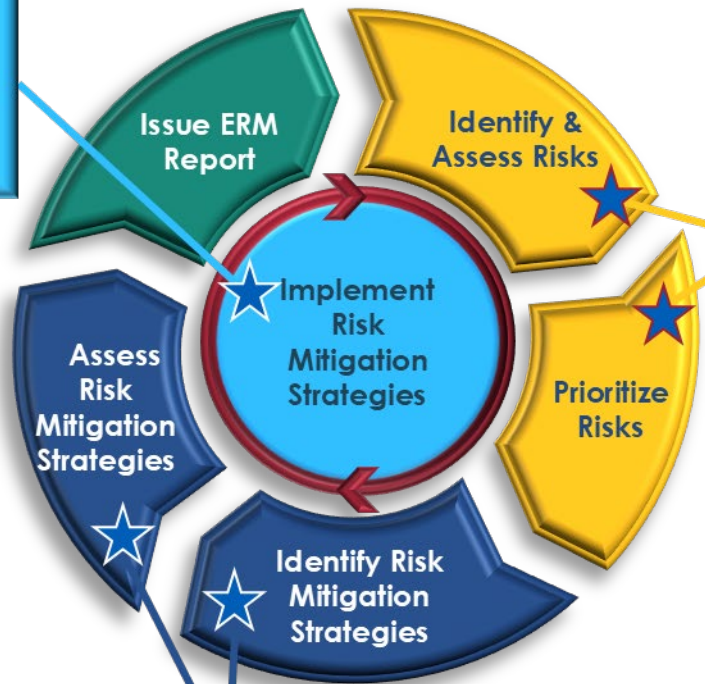 Issue ERM
Report
Identify &
Assess Risks
Implement
Risk
Mitigation
Strategies
Assess
Risk
Mitigation
Strategies
Prioritize
Risks
Identify Risk
Mitigation
Strategies